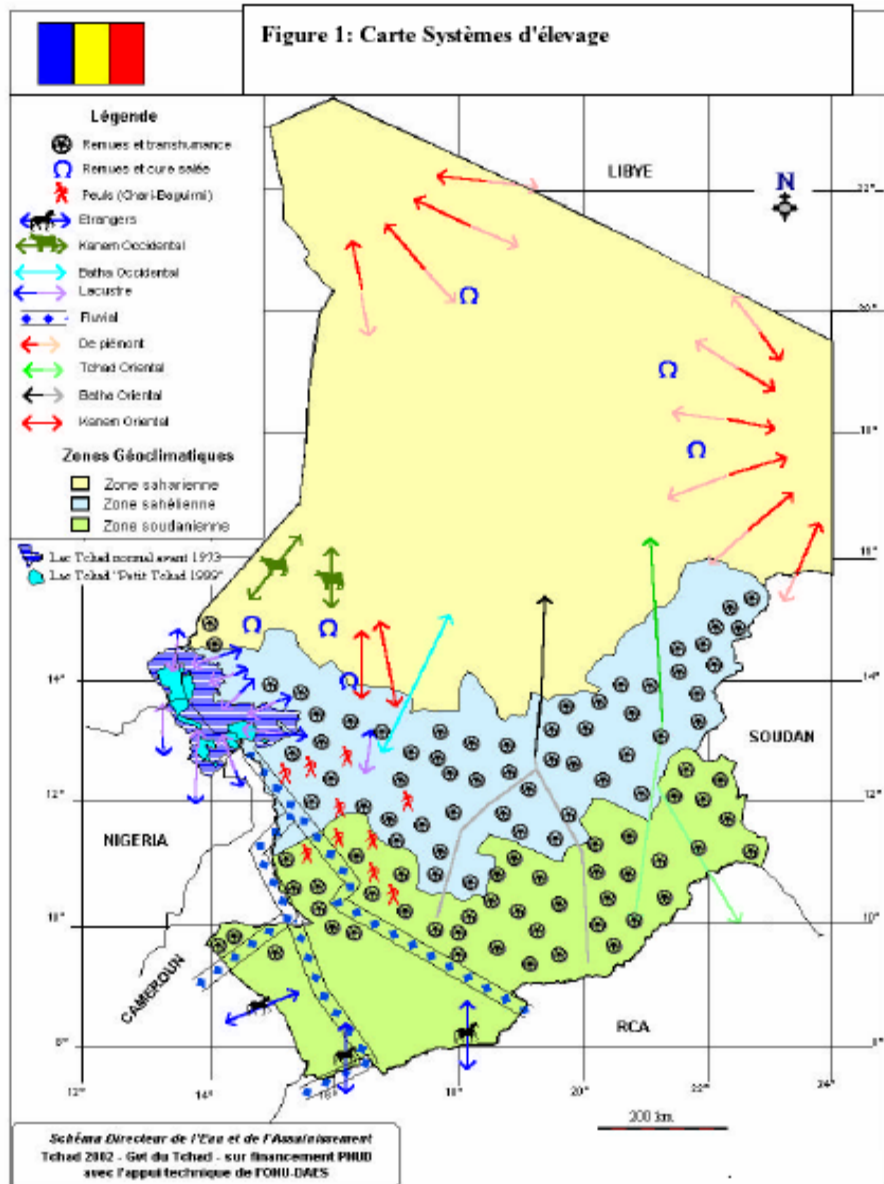 Figure 1: Carte Systèmes d'élevage
Légende
Remues et transhumance
Remues et cure salée
Peuls (Chari-Baguirmi)
Etrangers
Kanem Occidental
Batha Occidental
Lacustre
Fluvial
De piémont
Tchad Oriental
Batha Oriental
Kanem Oriental
Zones Géoclimatiques
Zone saharienne
Zone sahélienne
Zone soudanienne
Lac Tchad normal avant 1973
Lac Tchad "Petit Tchad 1999"
LIBYE
N
22°
20°
18°
16°
14°
14°
SOUDAN
12°
12°
NIGERIA
10°
10°
CAMEROUN
RCA
8°
8°
12°
14°
16°
18°
20°
22°
24°
200 km
Schéma Directeur de l'Eau et de l'Assainissement
Tchad 2002 - Gvt du Tchad - sur financement PNUD
avec l'appui technique de l'ONU-DAES